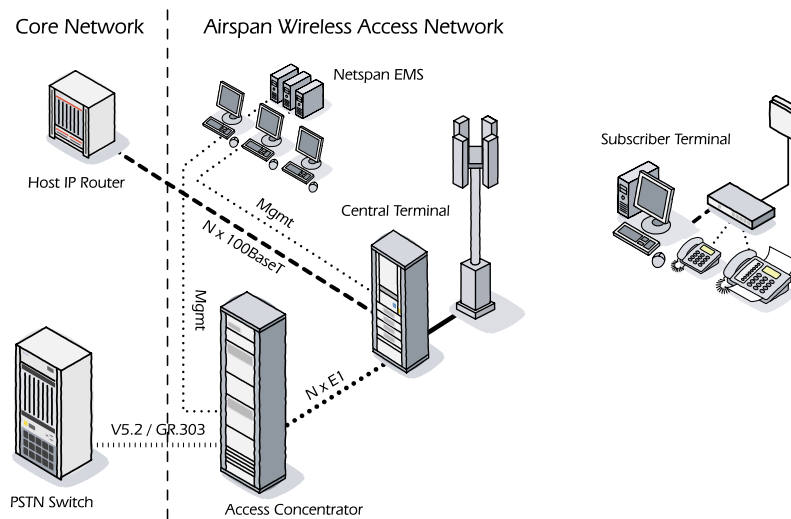 Core Network
Airspan Wireless Access Network
Netspan EMS
Subscriber Terminal
Host IP Router
Mgmt
Central Terminal
N x 100BaseT
Mgmt
N x E1
V5.2 / GR.303
PSTN Switch
Access Concentrator